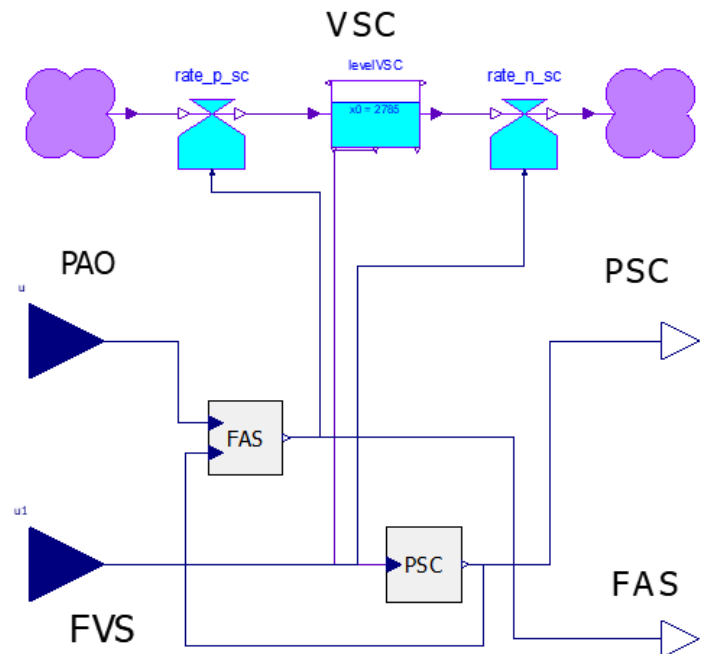 VSC
levelVSC
rate_p_sc
rate_n_sc
x0 = 2785
PAO
PSC
u
FAS
u1
PSC
FAS
FVS